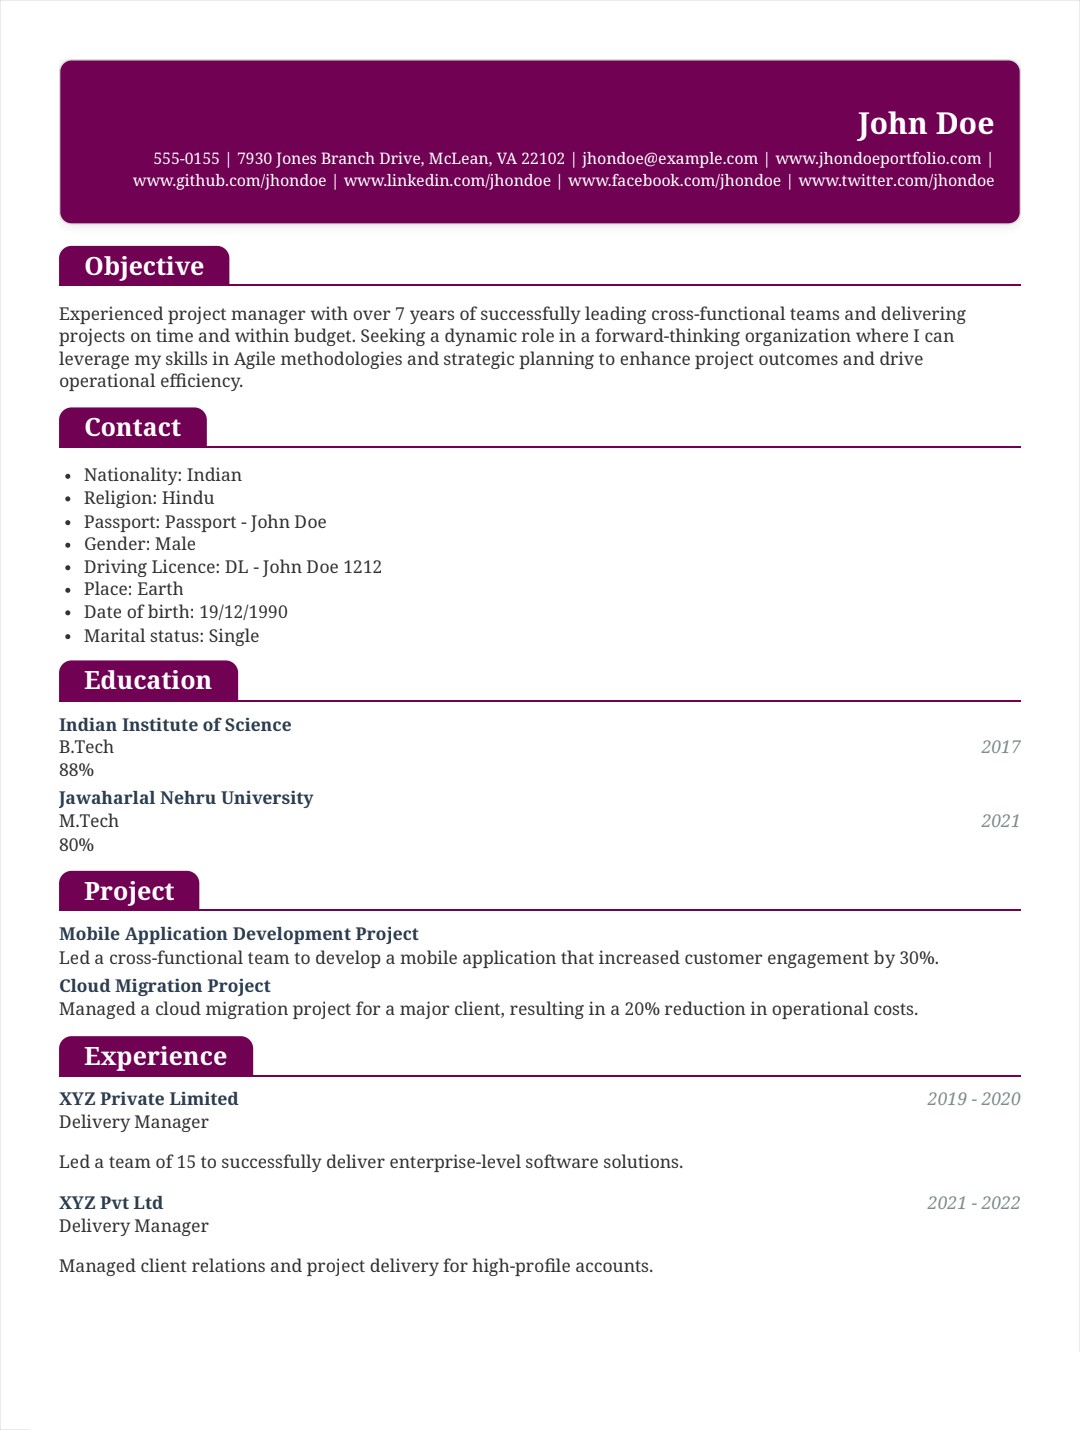 John Doe
555-0155 | 7930 Jones Branch Drive, McLean, VA 22102 | jhondoe@example.com | www.jhondoeportfolio.com |
www.github.com/jhondoe | www.linkedin.com/jhondoe | www.facebook.com/jhondoe | www.twitter.com/jhondoe
Objective
Experienced project manager with over 7 years of successfully leading cross-functional teams and delivering
projects on time and within budget. Seeking a dynamic role in a forward-thinking organization where I can
leverage my skills in Agile methodologies and strategic planning to enhance project outcomes and drive
operational efficiency.
Contact
• Nationality: Indian
• Religion: Hindu
• Passport: Passport - John Doe
• Gender: Male
• Driving Licence: DL - John Doe 1212
• Place: Earth
• Date of birth: 19/12/1990
• Marital status: Single
Education
Indian Institute of Science
B.Tech 2017
88%
Jawaharlal Nehru University
M.Tech 2021
80%
Project
Mobile Application Development Project
Led a cross-functional team to develop a mobile application that increased customer engagement by 30%.
Cloud Migration Project
Managed a cloud migration project for a major client, resulting in a 20% reduction in operational costs.
Experience
XYZ Private Limited 2019 - 2020
Delivery Manager
Led a team of 15 to successfully deliver enterprise-level software solutions.
XYZ Pvt Ltd 2021 - 2022
Delivery Manager
Managed client relations and project delivery for high-profile accounts.